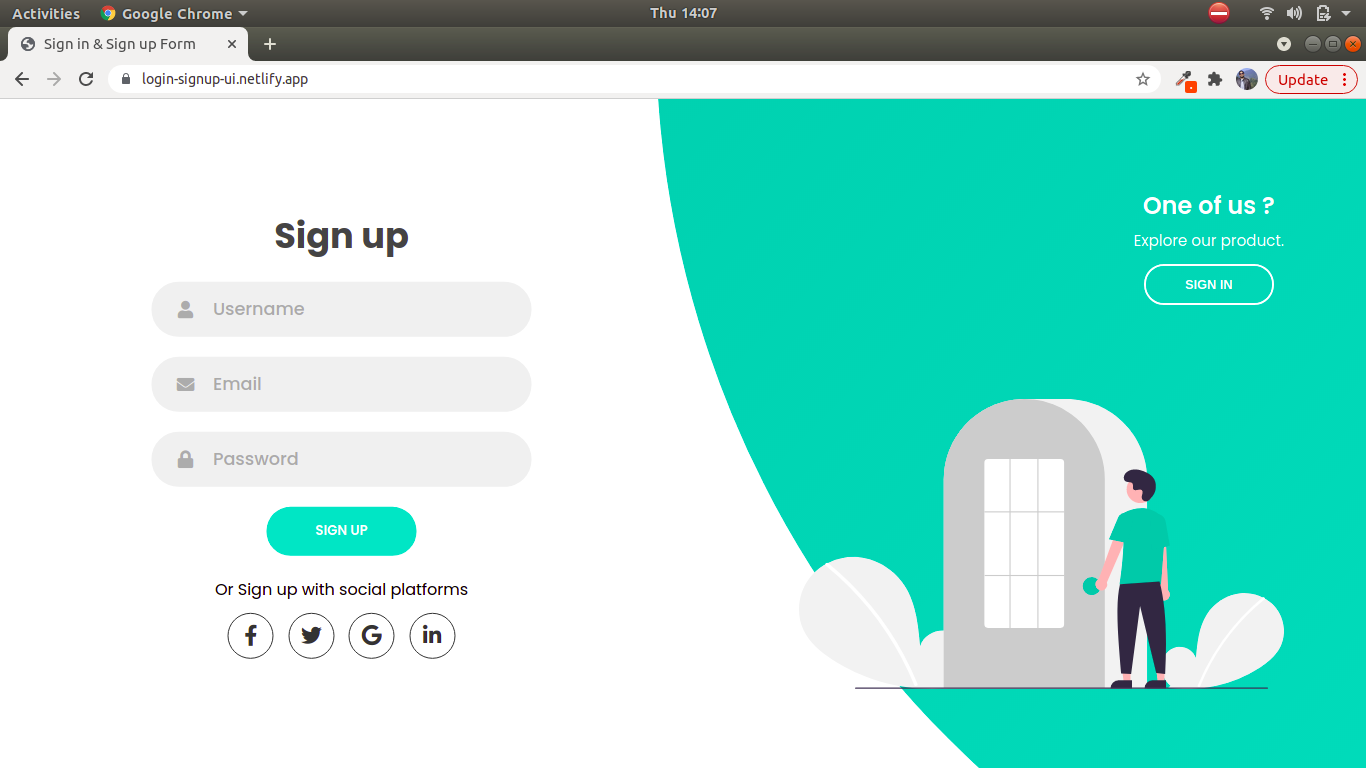 Activities
Google Chrome
Thu 14:07
Sign in & Sign up Form
login-signup-ui.netlify.app
Update
Sign up
Username
Email
Password
SIGN UP
Or Sign up with social platforms
One of us ?
Explore our product.
SIGN IN